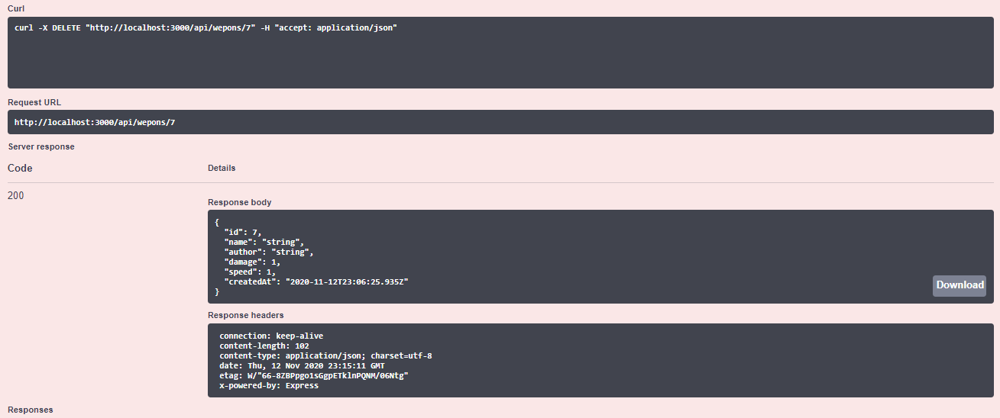 Curl
curl -X DELETE "http://localhost:3000/api/wepons/7" -H "accept: application/json"
Request URL
http://localhost:3000/api/wepons/7
Server response
Code
Details
200
Response body
{
"id": 7,
"name": "string",
"author": "string",
"damage": 1,
"speed": 1,
"createdAt": "2020-11-12T23:06:25.935Z"
}
Download
Response headers
connection: keep-alive
content-length: 102
content-type: application/json; charset=utf-8
date: Thu, 12 Nov 2020 23:15:11 GMT
etag: W/"66-8ZBPpgo1sGgpETklnPQNM/06Ntg"
x-powered-by: Express
Responses